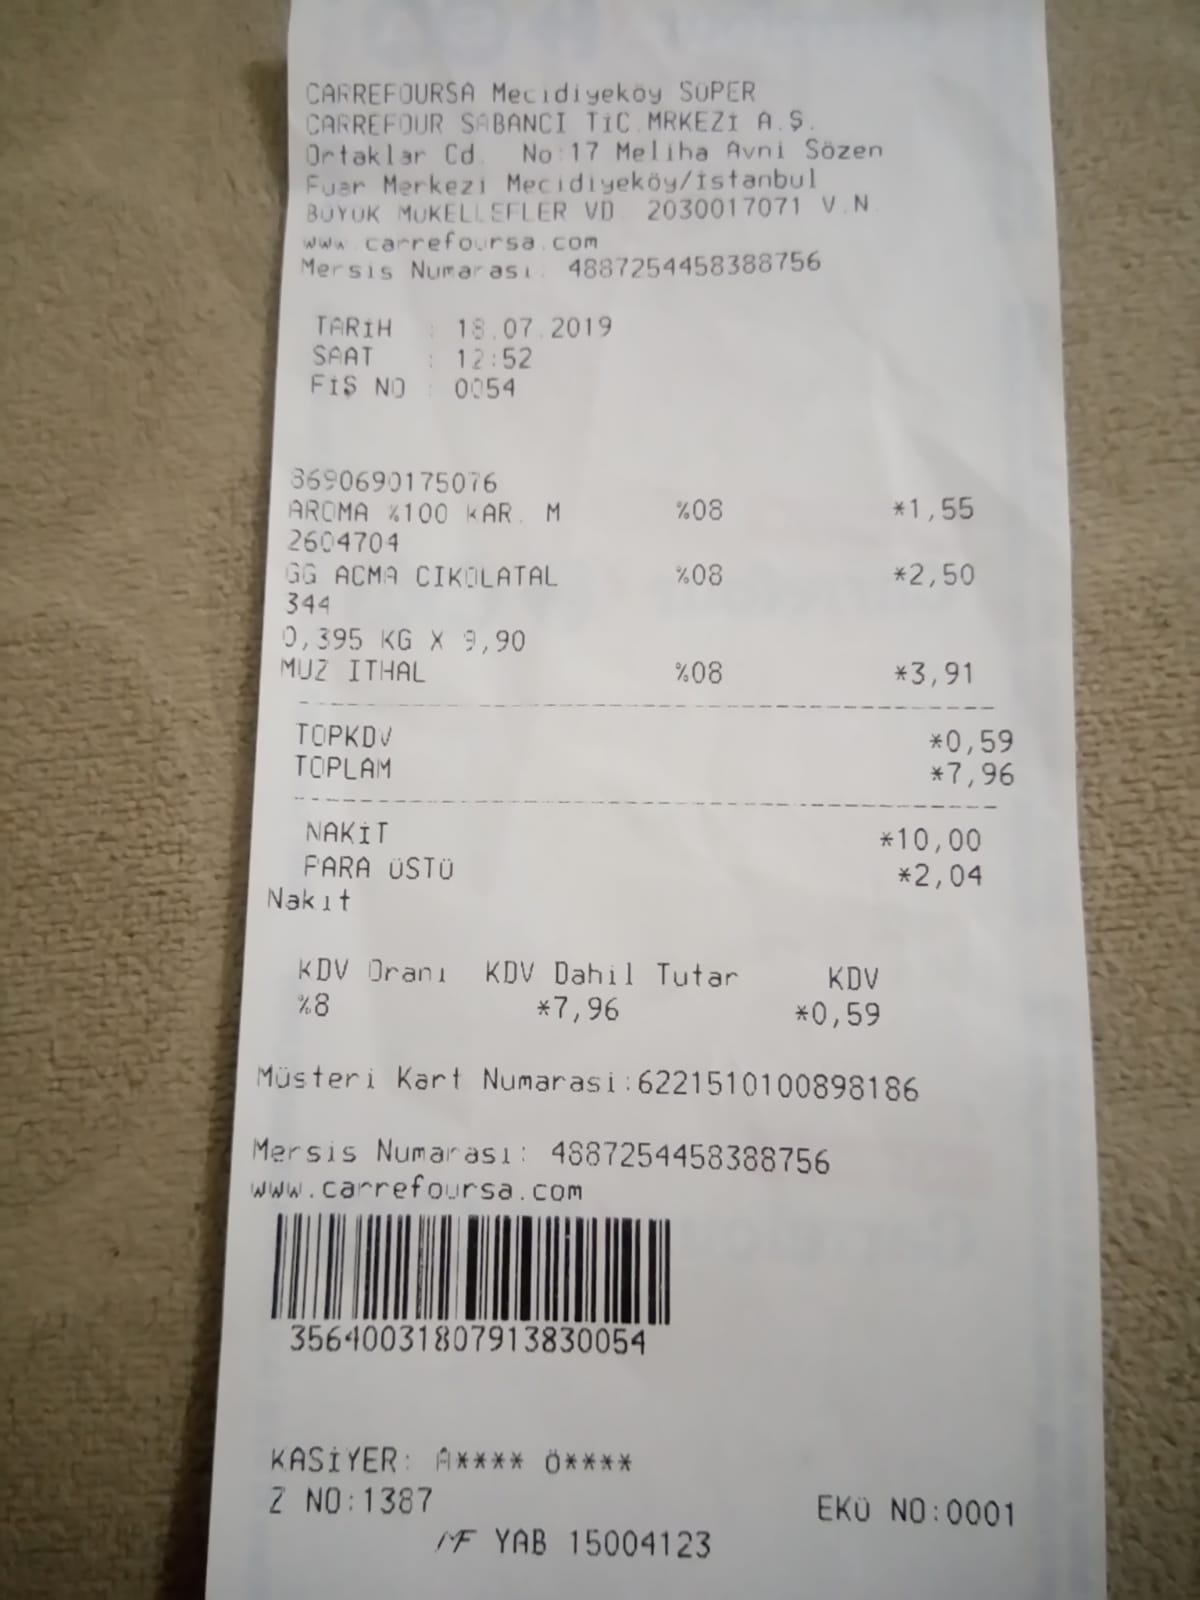 CARREFOURSA Mecidiyeköy SÜPER
CARREFOUR SABANCI TİC.MRKEZİ A.Ş.
Ortaklar Cd. No:17 Meliha Avni Sözen
Fuar Merkezi Mecidiyeköy/İstanbul
BÜYÜK MÜKELLEFLER VD. 2030017071 V.N.
www.carrefoursa.com
Mersis Numarası: 4887254458388756
TARİH : 18.07.2019
SAAT : 12:52
FİŞ NO : 0054
8690690175076
AROMA %100 KAR. M %08 *1,55
2604704
GG ACMA CIKOLATAL %08 *2,50
344
0,395 KG X 9,90
MUZ ITHAL %08 *3,91
TOPKDV *0,59
TOPLAM *7,96
NAKİT *10,00
PARA ÜSTÜ *2,04
Nakıt
KDV Oranı KDV Dahil Tutar KDV
%8 *7,96 *0,59
Müsteri Kart Numarasi:6221510100898186
Mersis Numarası: 4887254458388756
www.carrefoursa.com
35640031807913830054
KASİYER: A**** Ö****
Z NO:1387 EKÜ NO:0001
MF YAB 15004123